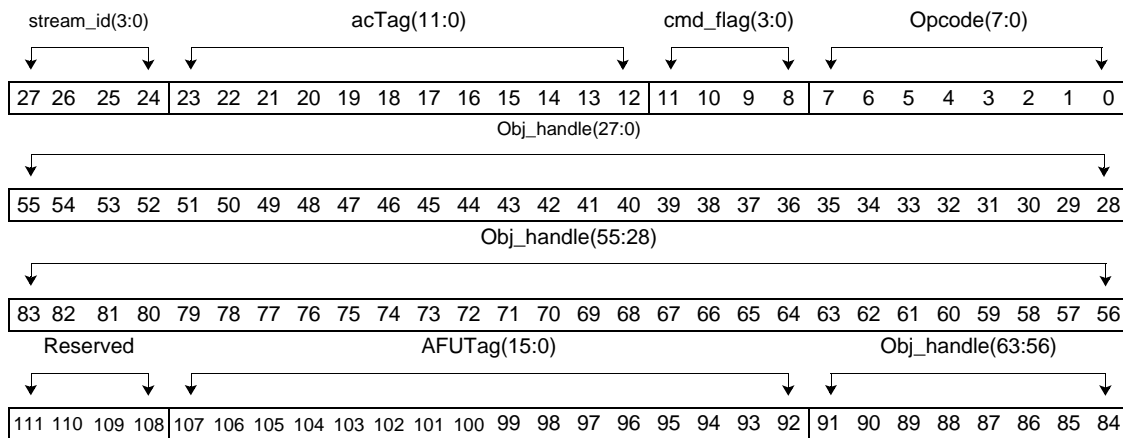 stream_id(3:0) acTag(11:0) cmd_flag(3:0) Opcode(7:0)
27 26 25 24 23 22 21 20 19 18 17 16 15 14 13 12 11 10 9 8 7 6 5 4 3 2 1 0
Obj_handle(27:0)
55 54 53 52 51 50 49 48 47 46 45 44 43 42 41 40 39 38 37 36 35 34 33 32 31 30 29 28
Obj_handle(55:28)
83 82 81 80 79 78 77 76 75 74 73 72 71 70 69 68 67 66 65 64 63 62 61 60 59 58 57 56
Reserved AFUTag(15:0) Obj_handle(63:56)
111 110 109 108 107 106 105 104 103 102 101 100 99 98 97 96 95 94 93 92 91 90 89 88 87 86 85 84